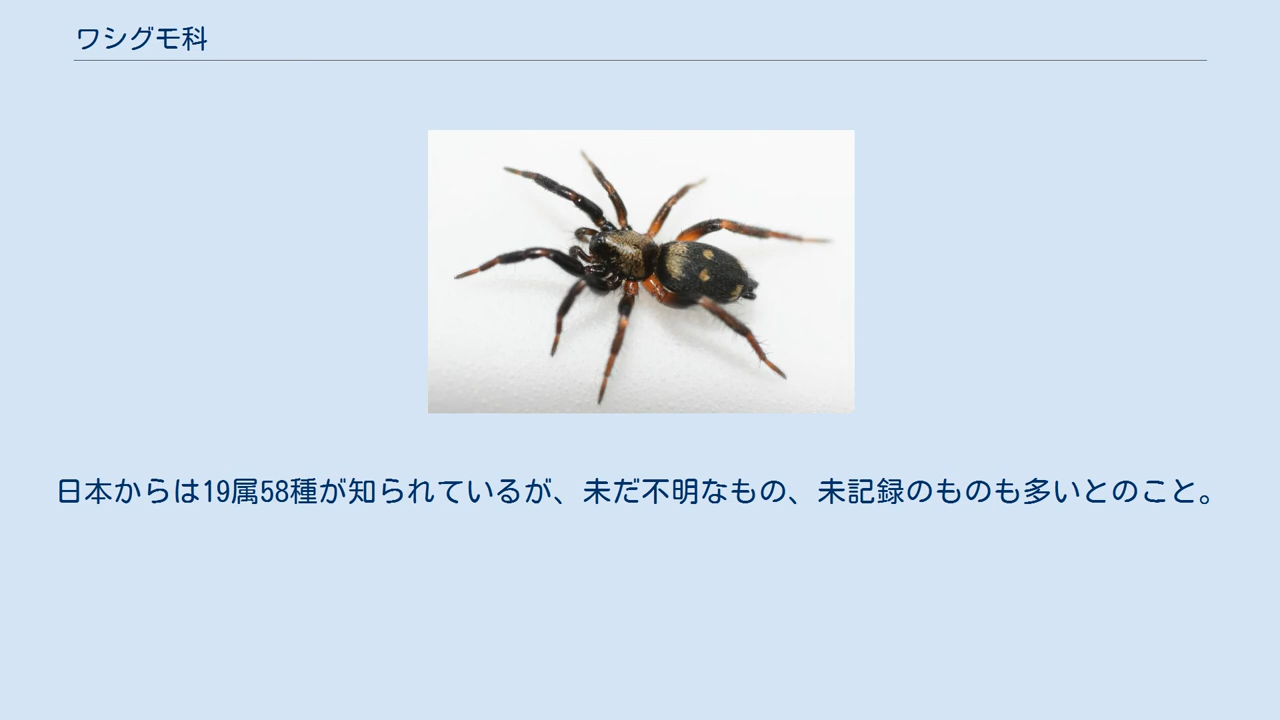 ワシグモ科
日本からは19属58種が知られているが、未だ不明なもの、未記録のものも多いとのこと。